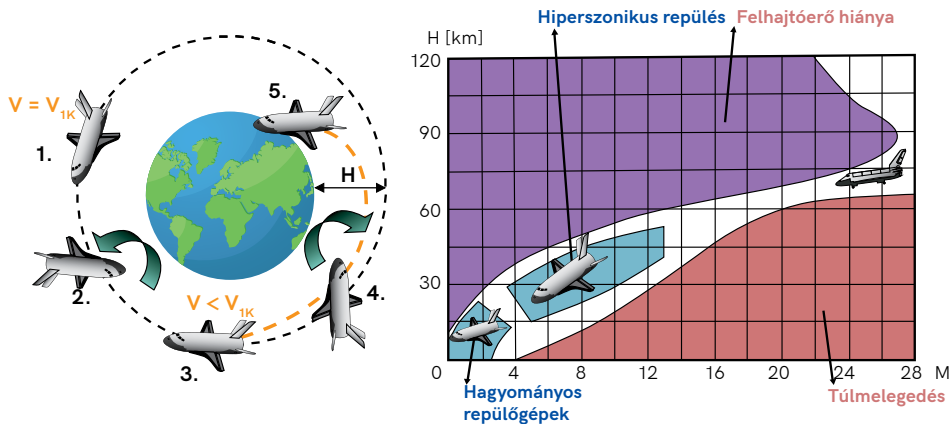 V = V1K
1.
2.
3.
4.
5.
H
V < V1K
Hiperszonikus repülés
Felhajtóerő hiánya
H [km]
120
90
60
30
0
4
8
12
16
20
24
28
M
Hagyományos
repülőgépek
Túlmelegedés